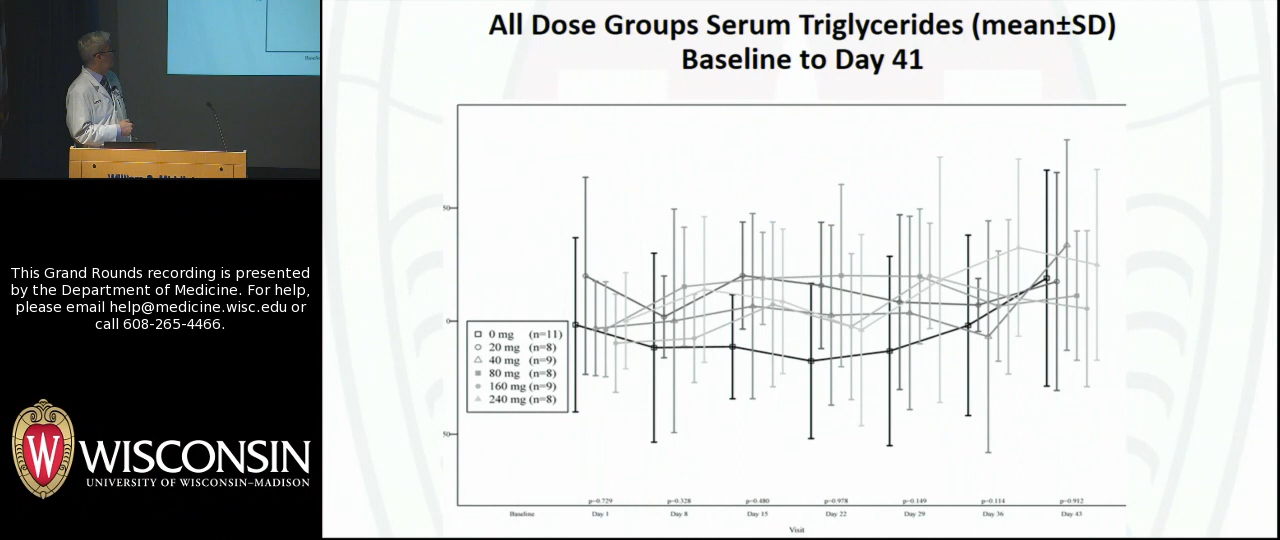 All Dose Groups Serum Triglycerides (mean±SD)
Baseline to Day 41
This Grand Rounds recording is presented
by the Department of Medicine. For help,
please email help@medicine.wisc.edu or
call 608-265-4466.
W
WISCONSIN
UNIVERSITY OF WISCONSIN–MADISON
50
0
50
0 mg (n=11)
20 mg (n=8)
40 mg (n=9)
80 mg (n=8)
160 mg (n=9)
240 mg (n=8)
p=0.729 p=0.328 p=0.480 p=0.978 p=0.149 p=0.114 p=0.912
Baseline Day 1 Day 8 Day 15 Day 22 Day 29 Day 36 Day 43
Visit